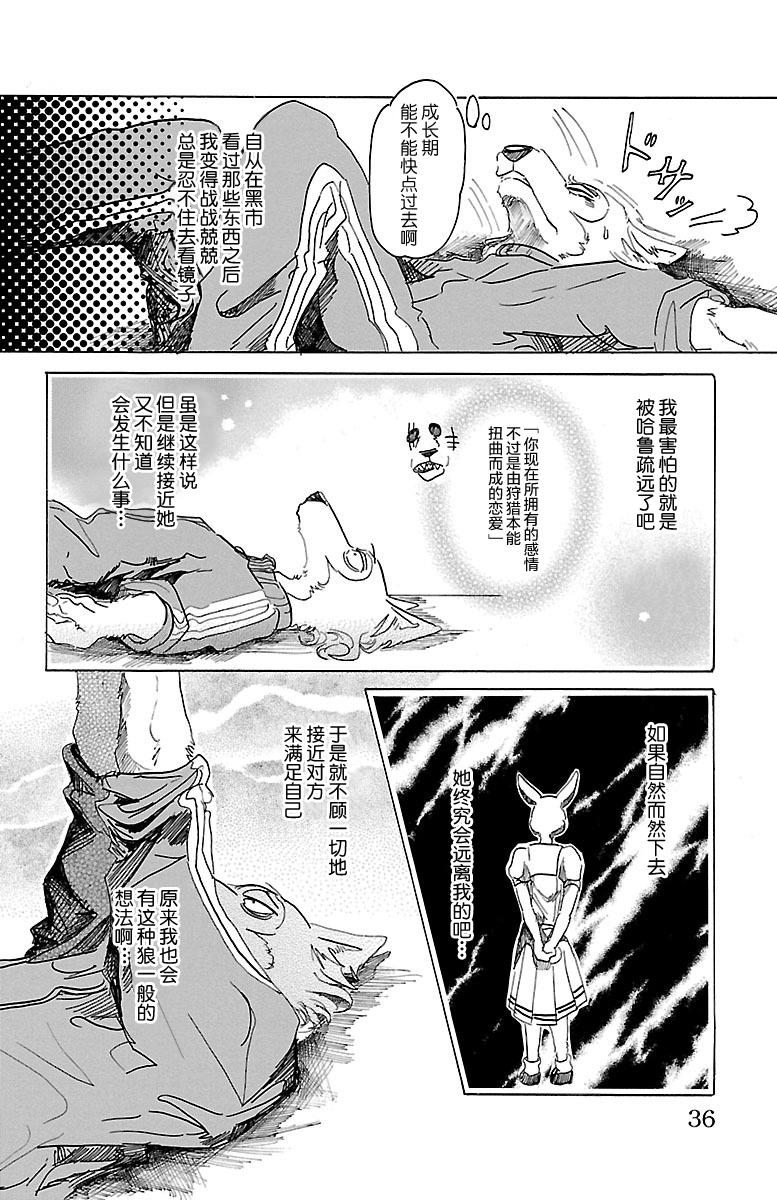 成长期
能不能快点过去啊
ドサッ
自从在黑市
看过那些东西之后
我变得战战兢兢
总是忍不住去看镜子
我最害怕的就是
被哈鲁疏远了吧
「你现在所拥有的感情
不过是由狩猎本能
扭曲而成的恋爱」
虽是这样说
但是继续接近她
又不知道
会发生什么事…
如果自然而然下去
她终究会远离我的吧…
于是就不顾一切地
接近对方
来满足自己
原来我也会
有这种狼一般的
想法啊…
36